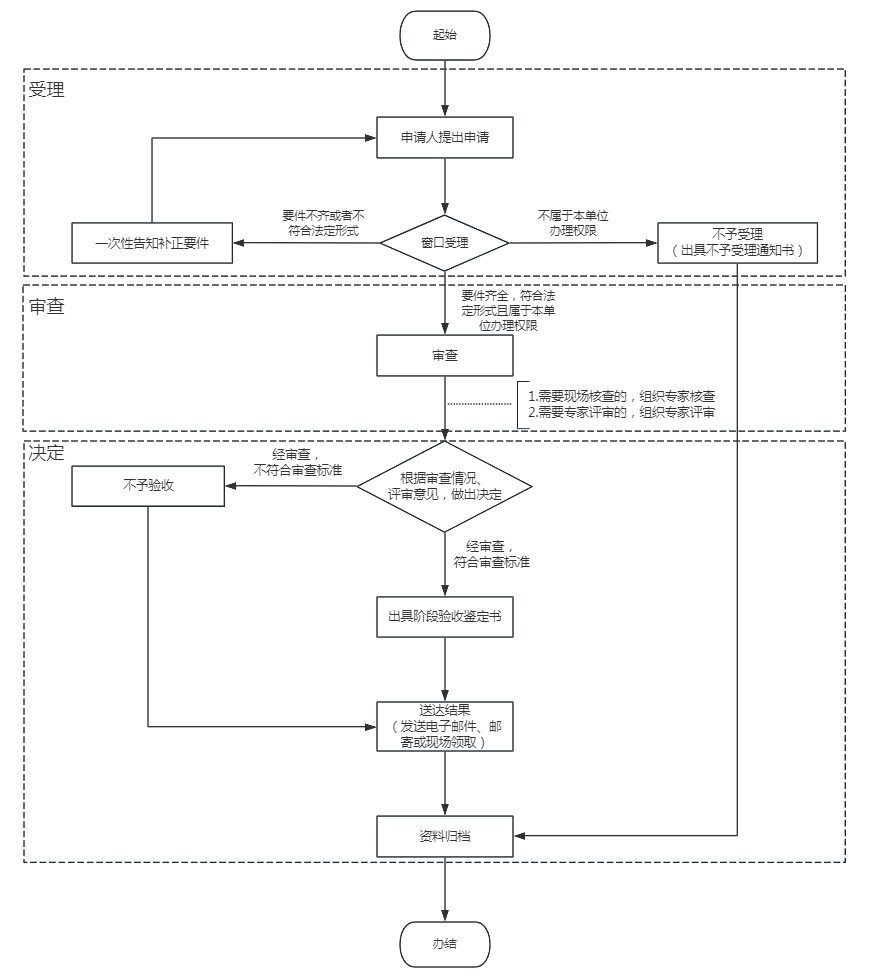 起始
受理
申请人提出申请
要件不齐或者不
符合法定形式
不属于本单位
办理权限
一次性告知补正要件
窗口受理
不予受理
（出具不予受理通知书）
审查
要件齐全，符合法
定形式且属于本单
位办理权限
审查
1.需要现场核查的，组织专家核查
2.需要专家评审的，组织专家评审
决定
经审查，
不符合审查标准
不予验收
根据审查情况、
评审意见，做出决定
经审查，
符合审查标准
出具阶段验收鉴定书
送达结果
（发送电子邮件、邮
寄或现场领取）
资料归档
办结